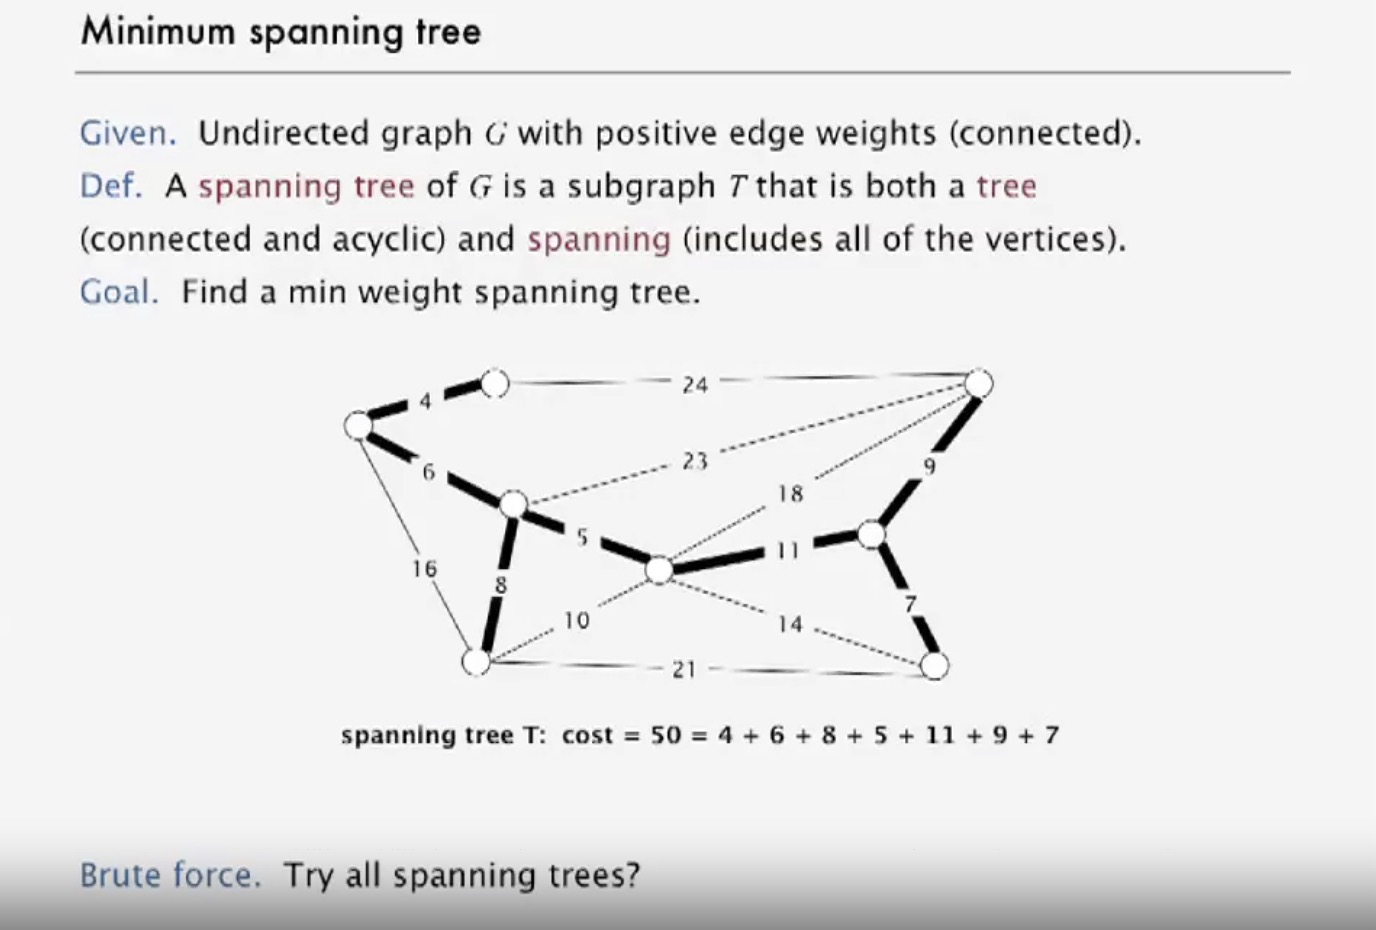 Minimum spanning tree
Given. Undirected graph G with positive edge weights (connected).
Def. A spanning tree of G is a subgraph T that is both a tree
(connected and acyclic) and spanning (includes all of the vertices).
Goal. Find a min weight spanning tree.
24
4
23
9
6
18
5
11
16
8
7
10
14
21
spanning tree T: cost = 50 = 4 + 6 + 8 + 5 + 11 + 9 + 7
Brute force. Try all spanning trees?